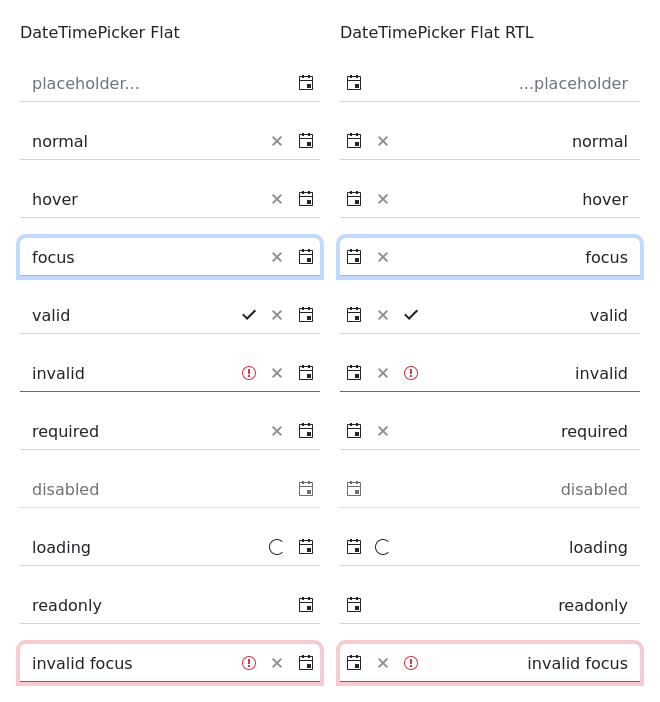 DateTimePicker Flat
placeholder...
normal
hover
focus
valid
invalid
required
disabled
loading
readonly
invalid focus
DateTimePicker Flat RTL
...placeholder
normal
hover
focus
valid
invalid
required
disabled
loading
readonly
invalid focus